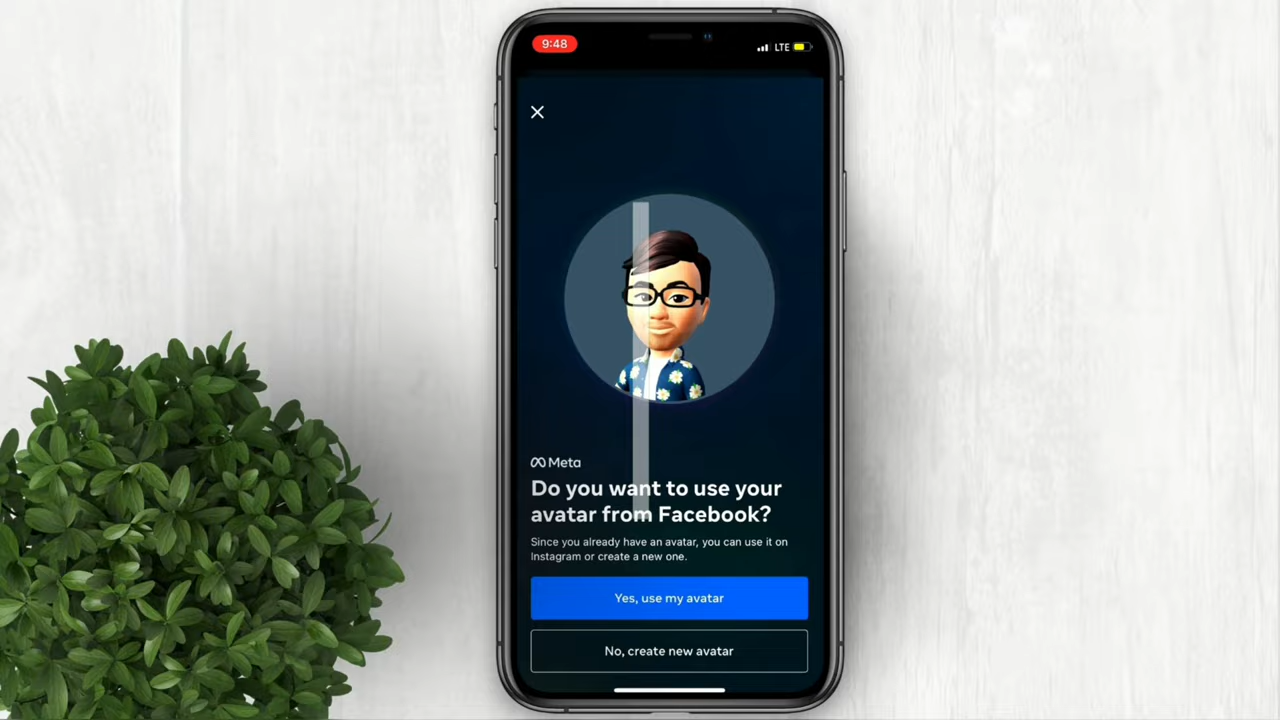 9:48
LTE
Meta
Do you want to use your
avatar from Facebook?
Since you already have an avatar, you can use it on
Instagram or create a new one.
Yes, use my avatar
No, create new avatar